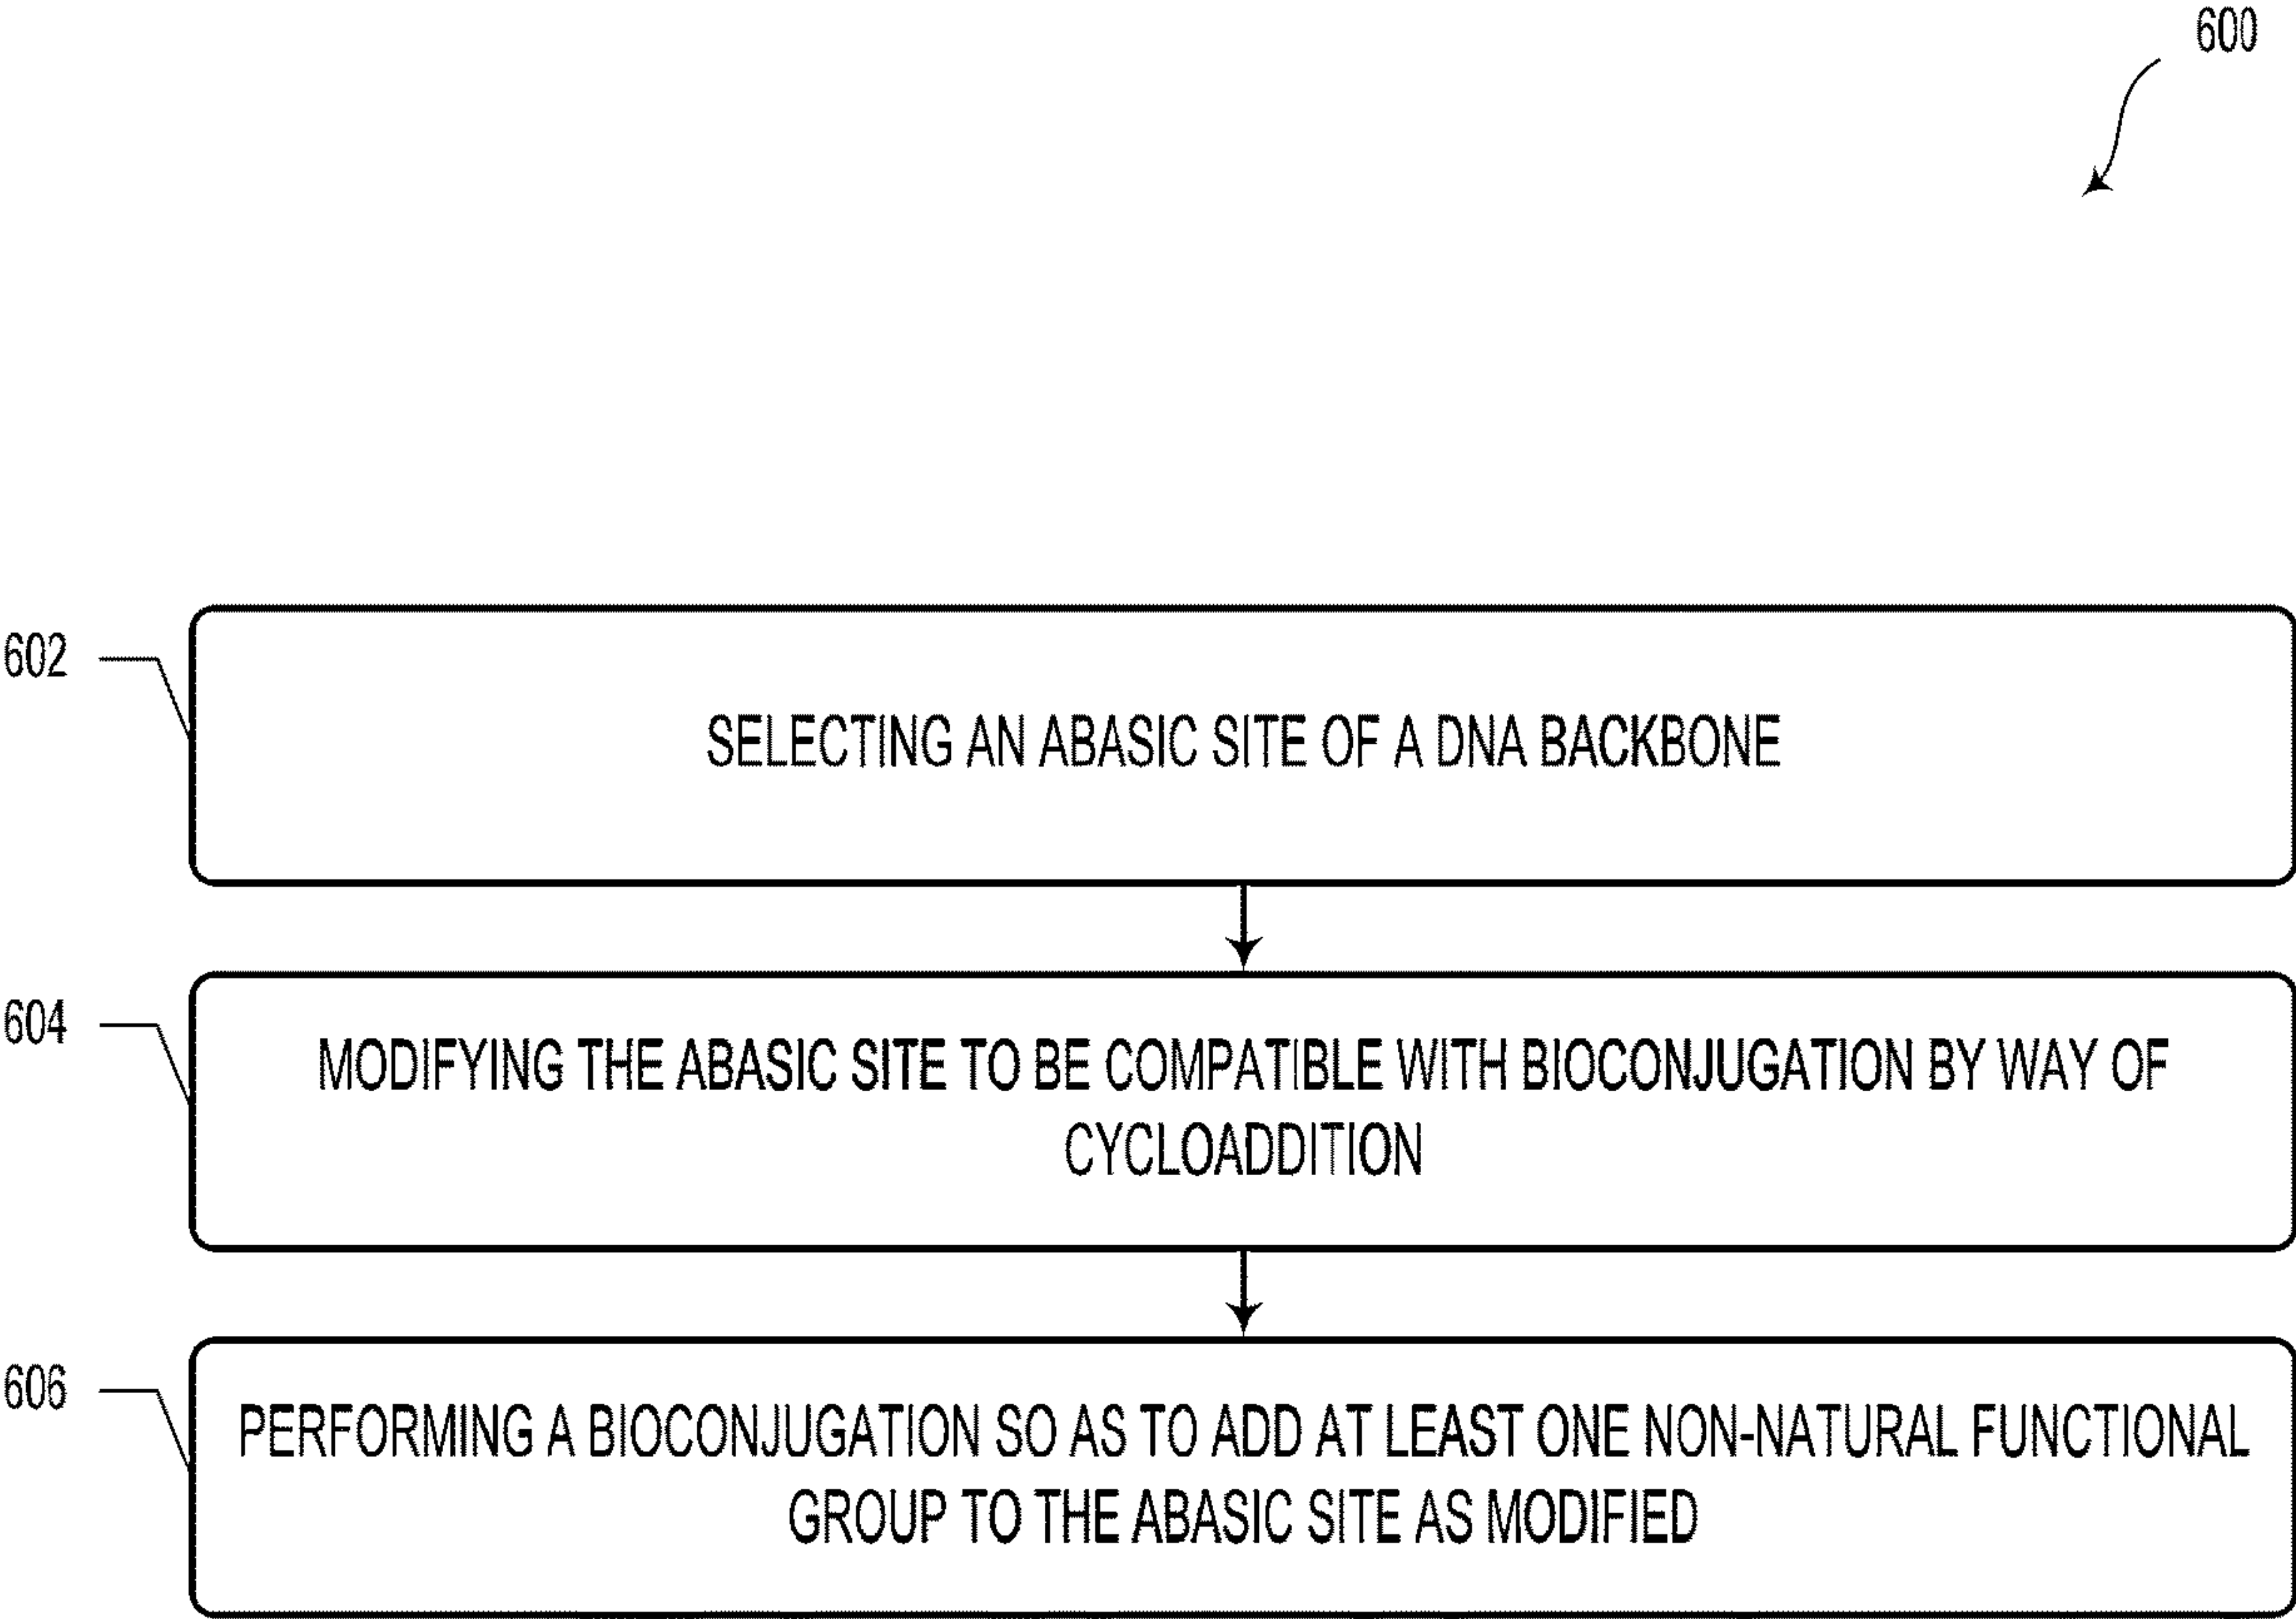 600
602
SELECTING AN ABASIC SITE OF A DNA BACKBONE
604
MODIFYING THE ABASIC SITE TO BE COMPATIBLE WITH BIOCONJUGATION BY WAY OF
CYCLOADDITION
606
PERFORMING A BIOCONJUGATION SO AS TO ADD AT LEAST ONE NON-NATURAL FUNCTIONAL
GROUP TO THE ABASIC SITE AS MODIFIED